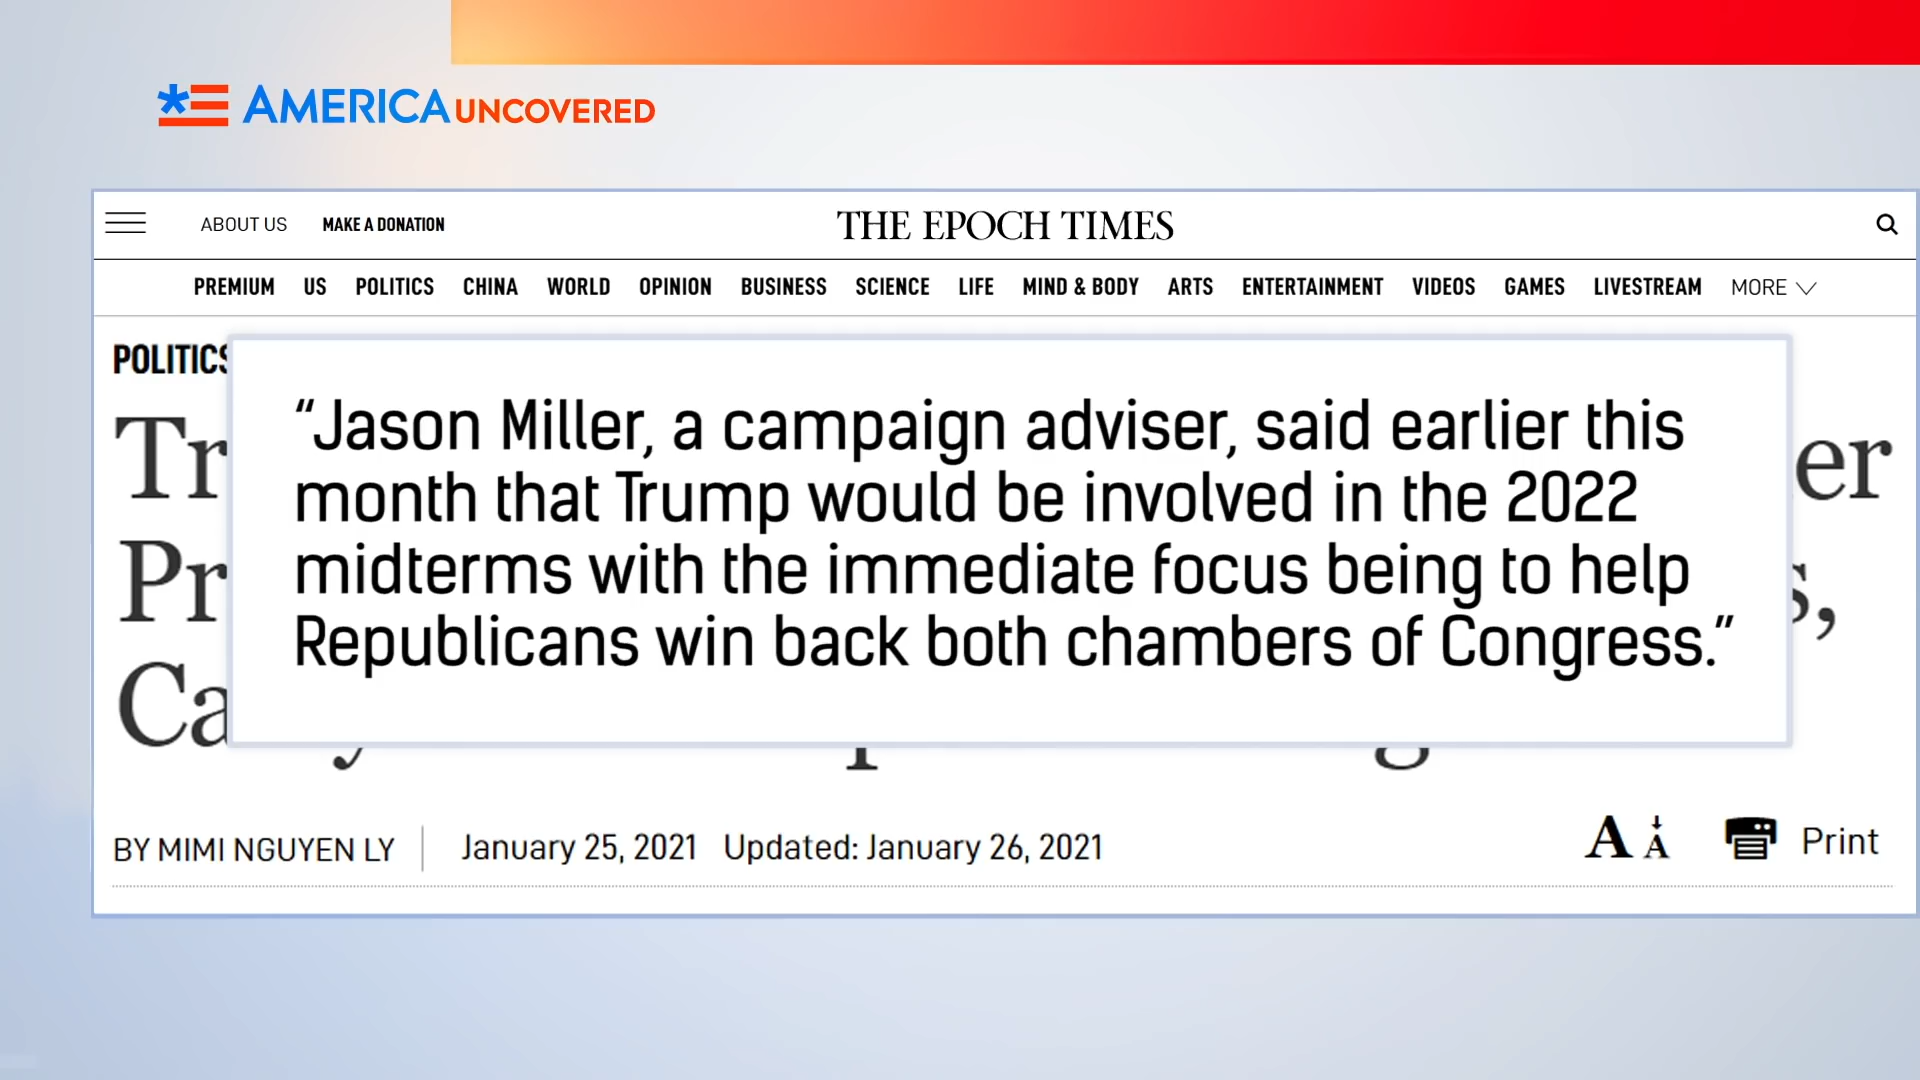 AMERICA UNCOVERED
ABOUT US MAKE A DONATION THE EPOCH TIMES
PREMIUM US POLITICS CHINA WORLD OPINION BUSINESS SCIENCE LIFE MIND & BODY ARTS ENTERTAINMENT VIDEOS GAMES LIVESTREAM MORE
POLITICS
“Jason Miller, a campaign adviser, said earlier this
month that Trump would be involved in the 2022
midterms with the immediate focus being to help
Republicans win back both chambers of Congress.”
BY MIMI NGUYEN LY January 25, 2021 Updated: January 26, 2021 A A Print